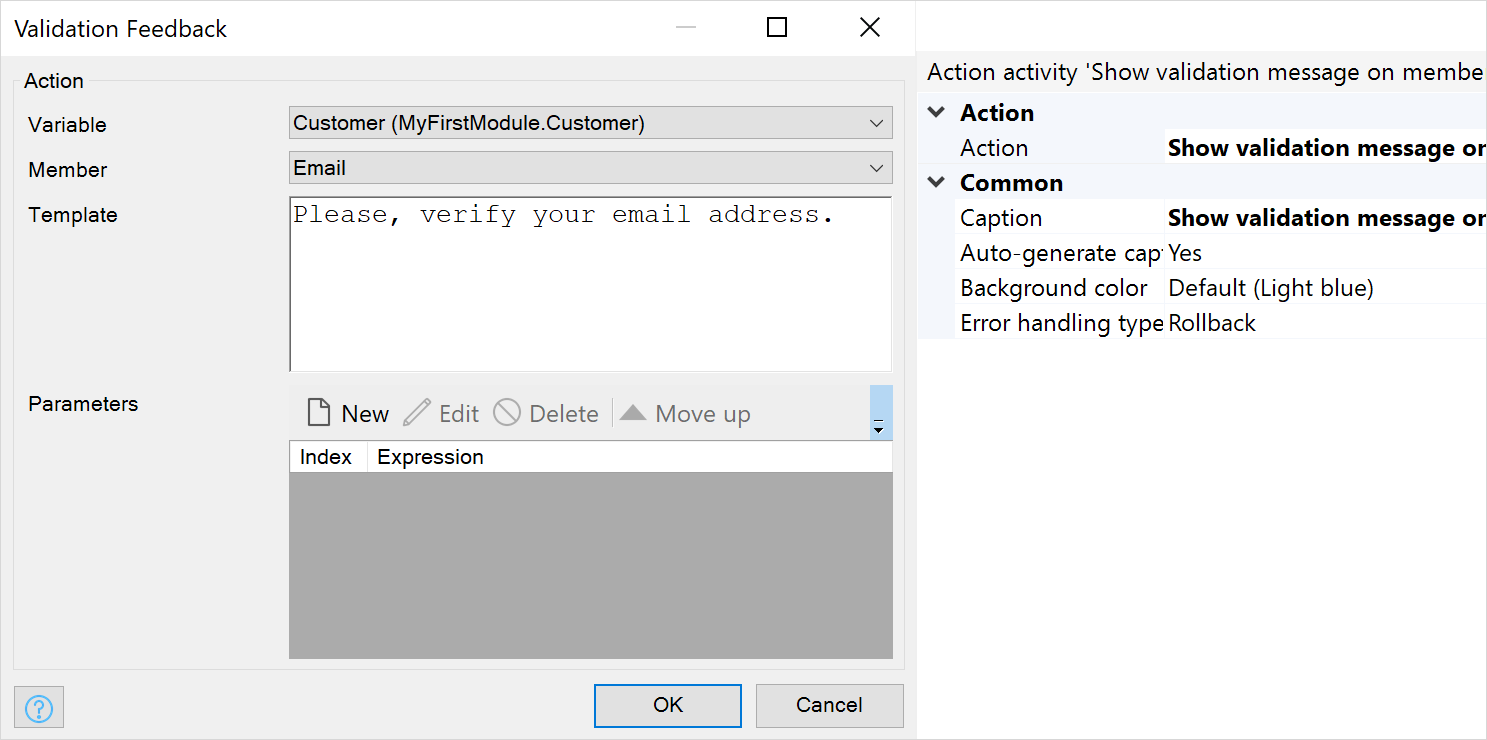 Validation Feedback
Action
Variable
Customer (MyFirstModule.Customer)
Member
Email
Template
Please, verify your email address.
Parameters
New Edit Delete Move up
Index Expression
?
OK Cancel
Action activity 'Show validation message on membe
Action
Action Show validation message on
Common
Caption Show validation message on
Auto-generate cap Yes
Background color Default (Light blue)
Error handling type Rollback